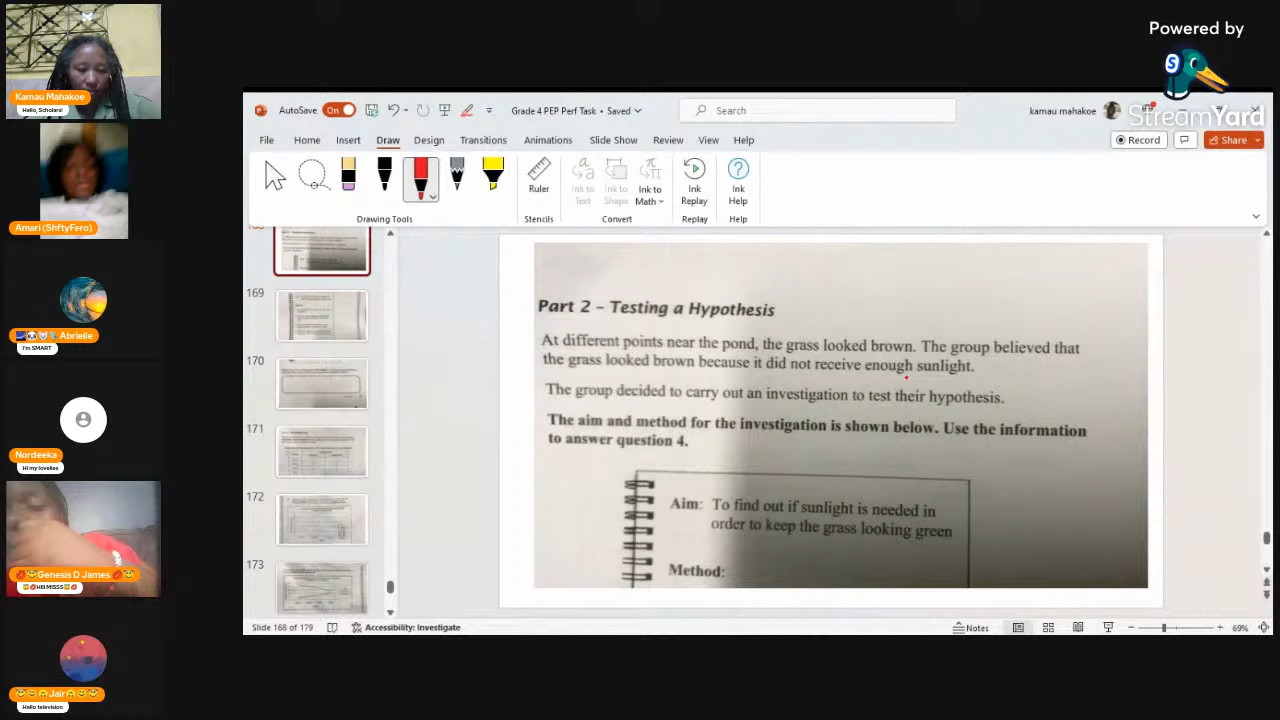 Powered by
S
StreamYard
Kamau Mahakoe
Hello, Scholars!
Amari (ShftyFero)
Abrielle
I'm SMART
Nordeeka
Hi my lovelies
Genesis D James
HIII MISSS
Jair
Hello television
AutoSave On
Grade 4 PEP Perf Task • Saved
Search
kamau mahakoe
File Home Insert Draw Design Transitions Animations Slide Show Review View Help
Record
Share
Ruler
Ink to Text
Ink to Shape
Ink to Math
Ink Replay
Ink Help
Drawing Tools
Stencils
Convert
Replay
Help
169
170
171
172
173
Part 2 – Testing a Hypothesis
At different points near the pond, the grass looked brown. The group believed that
the grass looked brown because it did not receive enough sunlight.
The group decided to carry out an investigation to test their hypothesis.
The aim and method for the investigation is shown below. Use the information
to answer question 4.
Aim: To find out if sunlight is needed in
order to keep the grass looking green
Method:
Slide 168 of 179
Accessibility: Investigate
Notes
69%